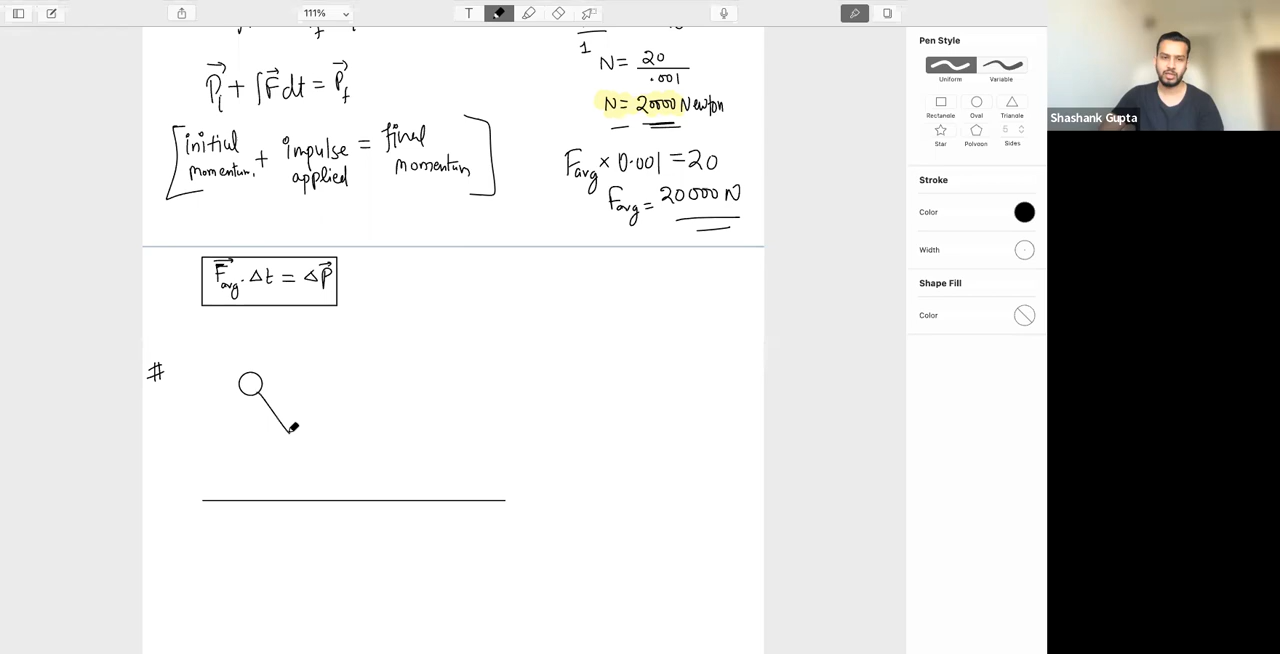 111%
T
P⃗i + ∫F⃗dt = P⃗f
[initial momentum, + impulse applied = final momentum]
1
N = 20/.001
N = 20000 Newton
Favg × 0.001 = 20
Favg = 20000 N
F⃗avg · Δt = ΔP⃗
#
Pen Style
Uniform Variable
Rectangle Oval Triangle
Star Polygon 5 Sides
Stroke
Color
Width
Shape Fill
Color
Shashank Gupta